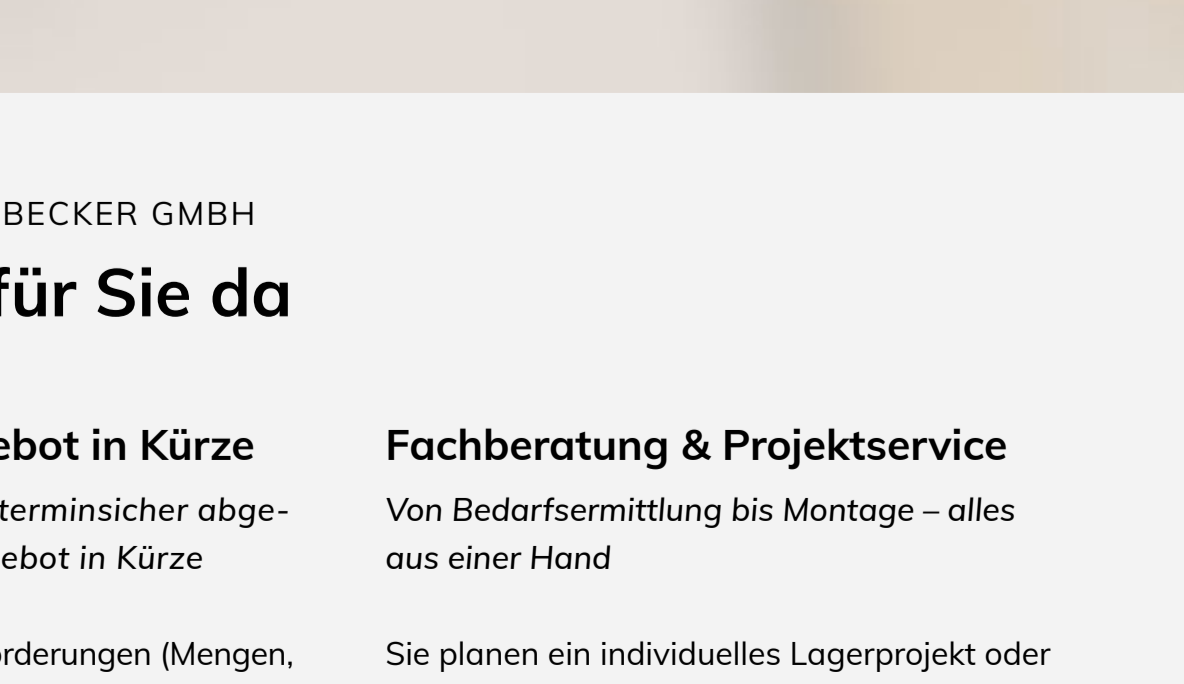 BECKER GMBH
für Sie da
ebot in Kürze
terminsicher abge-
ebot in Kürze
orderungen (Mengen,
Fachberatung & Projektservice
Von Bedarfsermittlung bis Montage – alles
aus einer Hand
Sie planen ein individuelles Lagerprojekt oder